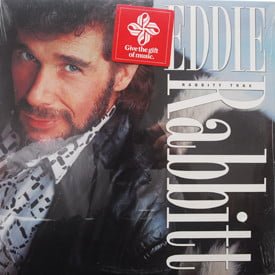 EDDIE
Rabbitt
RABBITT TRAX
Give the gift
of music.